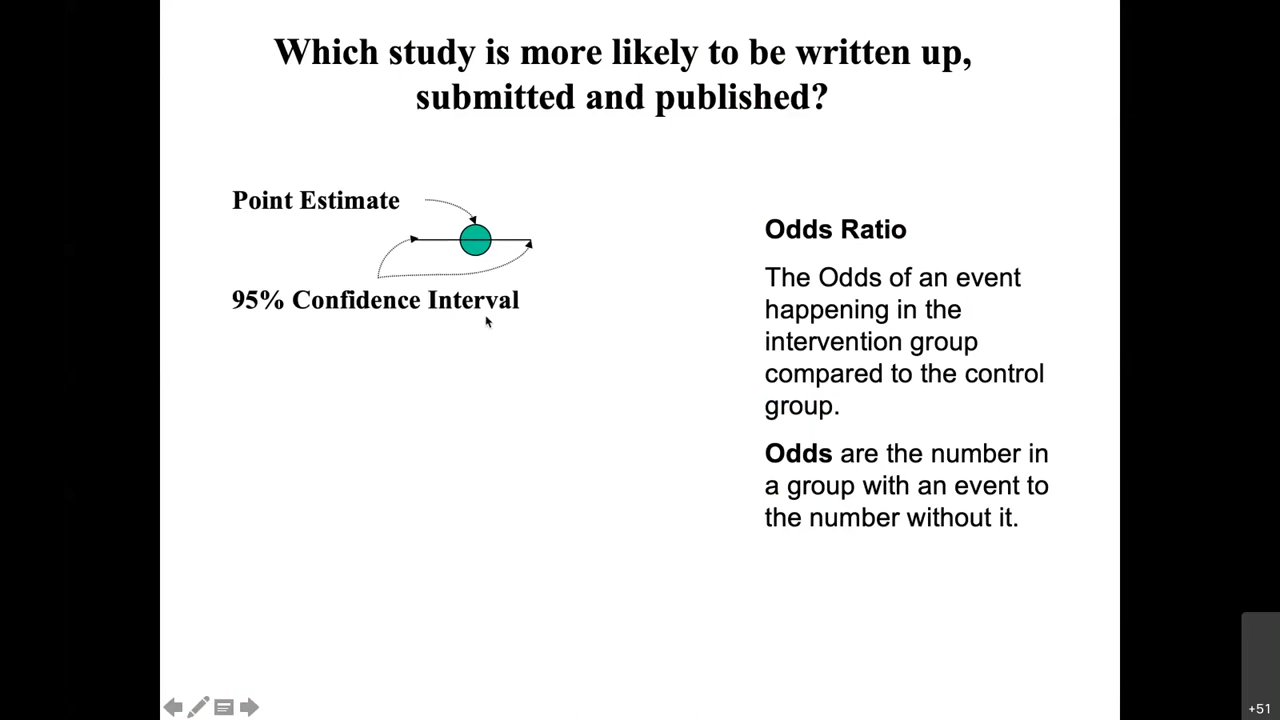 Which study is more likely to be written up,
submitted and published?
Point Estimate
95% Confidence Interval
Odds Ratio
The Odds of an event
happening in the
intervention group
compared to the control
group.
Odds are the number in
a group with an event to
the number without it.
+51